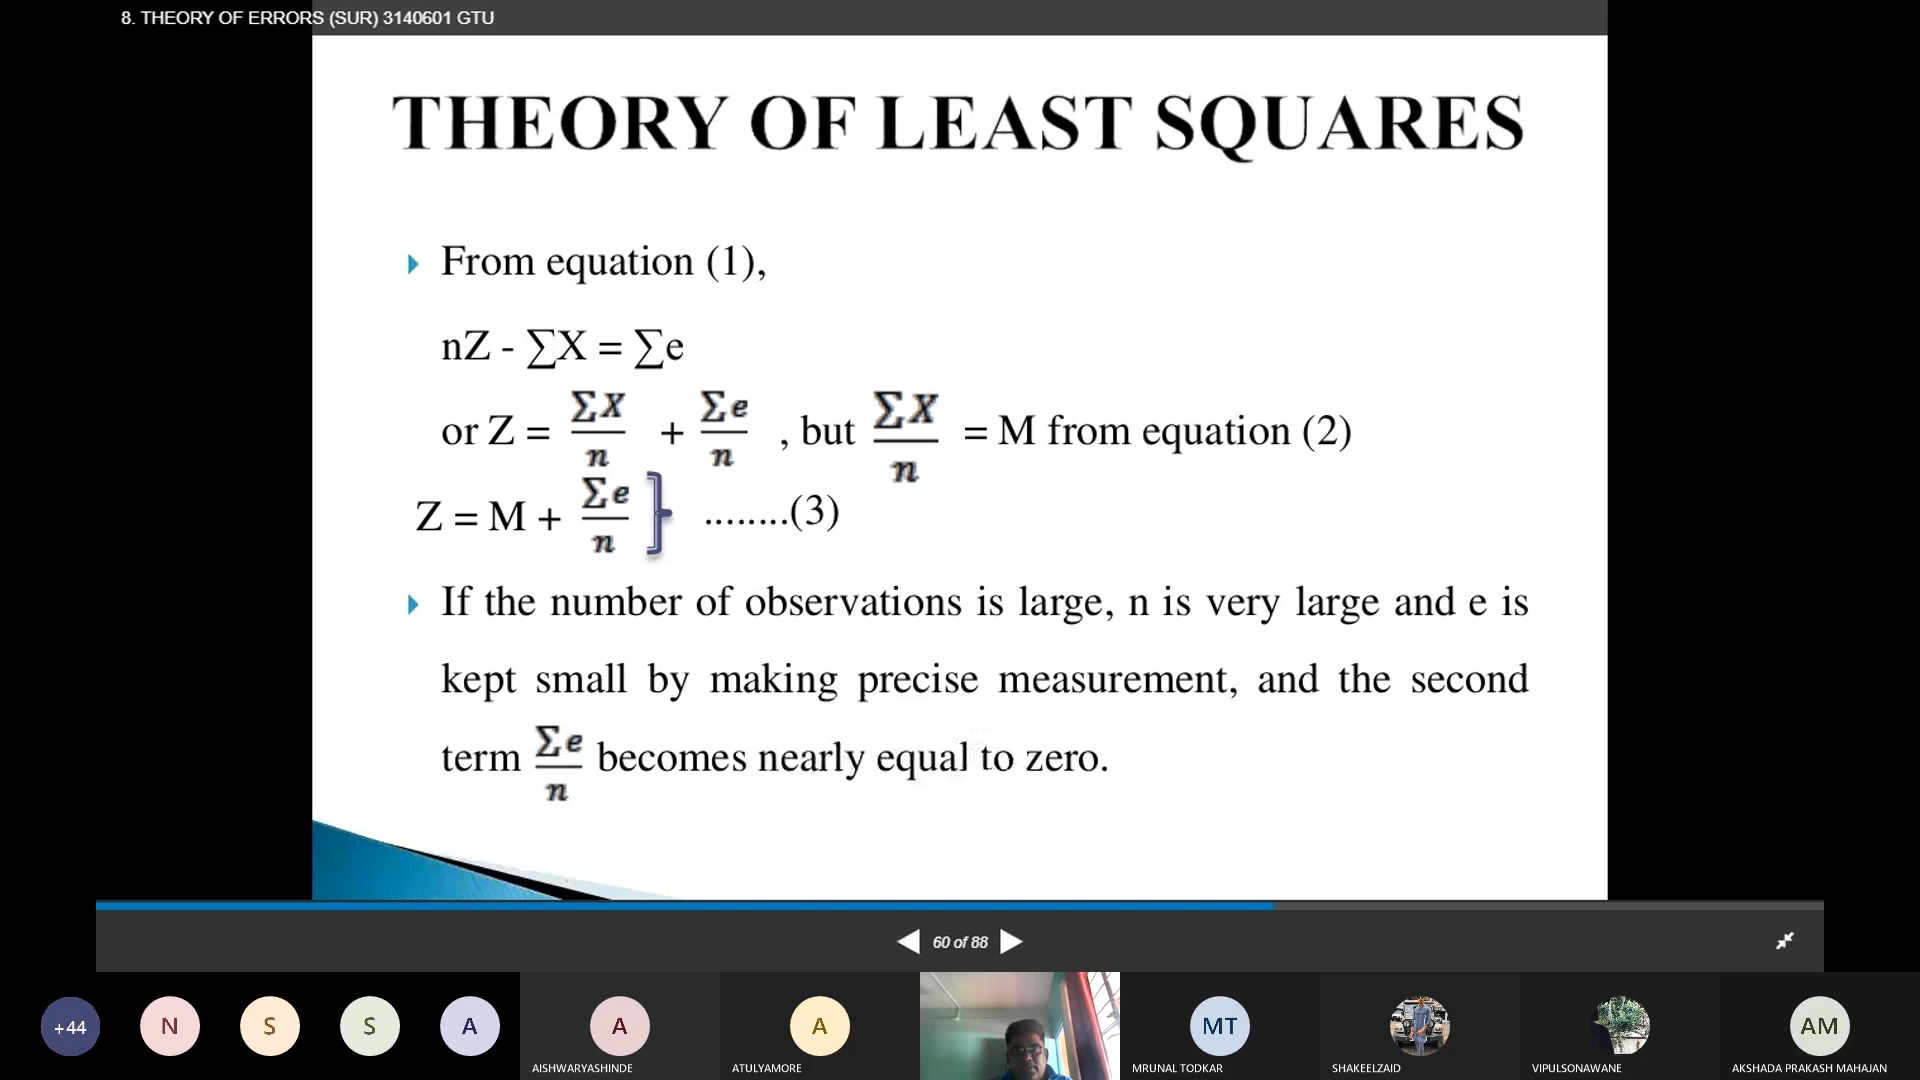 8. THEORY OF ERRORS (SUR) 3140601 GTU
THEORY OF LEAST SQUARES
From equation (1),
nZ - ∑X = ∑e
or Z = ∑X/n + ∑e/n , but ∑X/n = M from equation (2)
Z = M + ∑e/n } ........(3)
If the number of observations is large, n is very large and e is
kept small by making precise measurement, and the second
term ∑e/n becomes nearly equal to zero.
60 of 88
+44 N S S A A A MT AM
AISHWARYASHINDE ATULYAMORE MRUNAL TODKAR SHAKEELZAID VIPULSONAWANE AKSHADA PRAKASH MAHAJAN